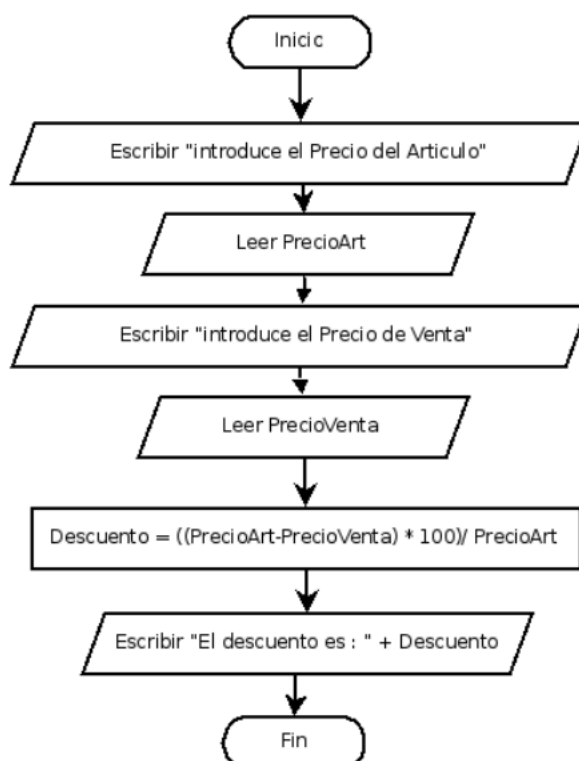 Inicic
Escribir "introduce el Precio del Articulo"
Leer PrecioArt
Escribir "introduce el Precio de Venta"
Leer PrecioVenta
Descuento = ((PrecioArt-PrecioVenta) * 100)/ PrecioArt
Escribir "El descuento es : " + Descuento
Fin